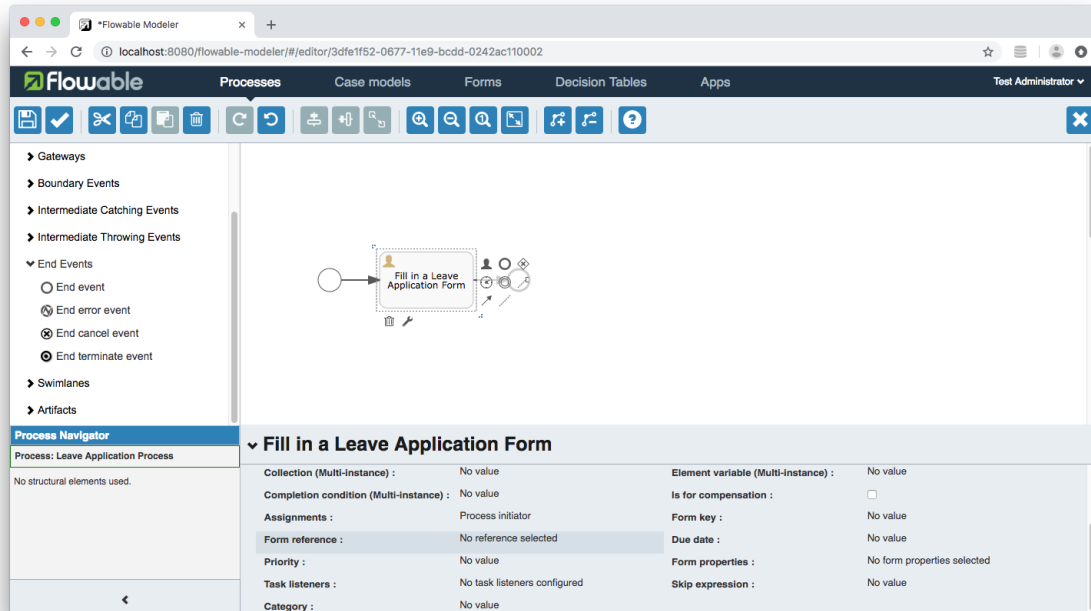 *Flowable Modeler
localhost:8080/flowable-modeler/#/editor/3dfe1f52-0677-11e9-bcdd-0242ac110002
Flowable Processes Case models Forms Decision Tables Apps Test Administrator
Gateways
Boundary Events
Intermediate Catching Events
Intermediate Throwing Events
End Events
End event
End error event
End cancel event
End terminate event
Swimlanes
Artifacts
Fill in a Leave
Application Form
Process Navigator
Process: Leave Application Process
No structural elements used.
Fill in a Leave Application Form
Collection (Multi-instance) : No value Element variable (Multi-instance) : No value
Completion condition (Multi-instance) : No value Is for compensation :
Assignments : Process initiator Form key : No value
Form reference : No reference selected Due date : No value
Priority : No value Form properties : No form properties selected
Task listeners : No task listeners configured Skip expression : No value
Category : No value